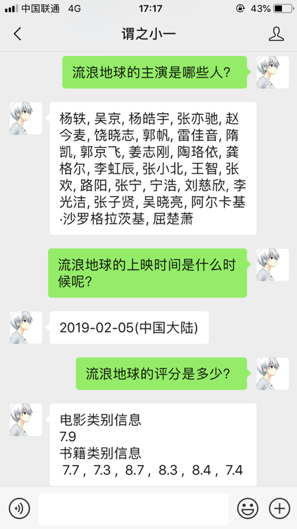 中国联通 4G 17:17 43%
谓之小一
流浪地球的主演是哪些人?
杨轶, 吴京, 杨皓宇, 张亦驰, 赵
今麦, 饶晓志, 郭帆, 雷佳音, 隋
凯, 郭京飞, 姜志刚, 陶珞依, 龚
格尔, 李虹辰, 张小北, 王智, 张
欢, 路阳, 张宁, 宁浩, 刘慈欣, 李
光洁, 张子贤, 吴晓亮, 阿尔卡基
·沙罗格拉茨基, 屈楚萧
流浪地球的上映时间是什么时
候呢?
2019-02-05(中国大陆)
流浪地球的评分是多少?
电影类别信息
7.9
书籍类别信息
7.7 , 7.3 , 8.7 , 8.3 , 8.4 , 7.4